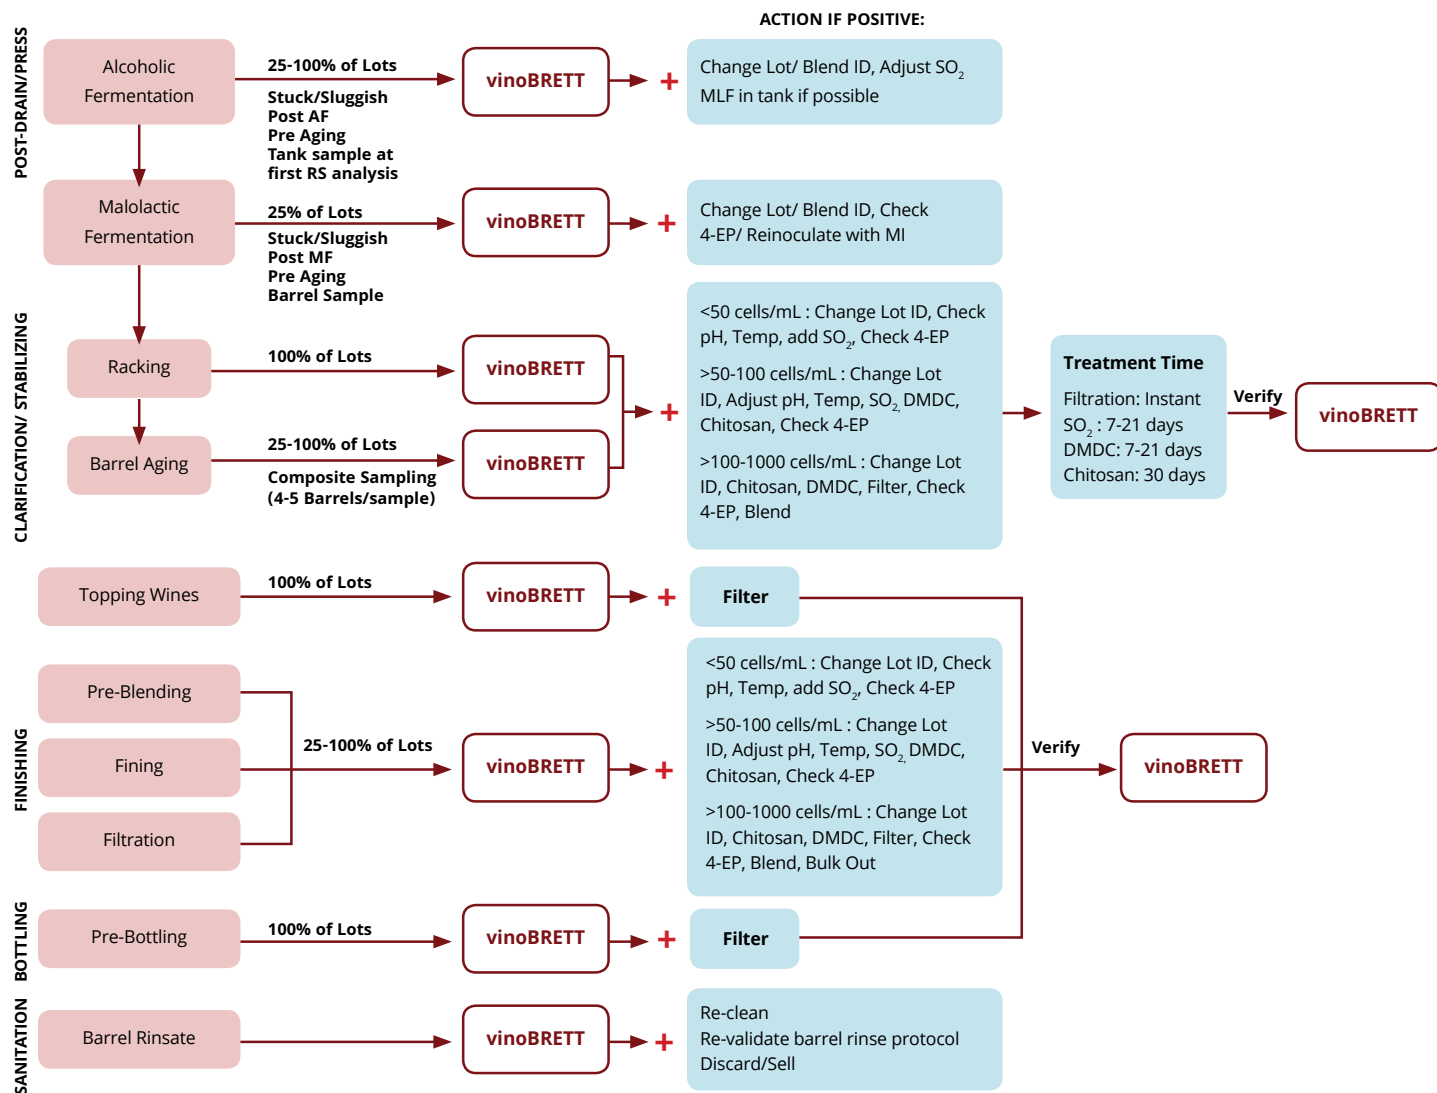 ACTION IF POSITIVE:
POST-DRAIN/PRESS
Alcoholic
Fermentation
25-100% of Lots
Stuck/Sluggish
Post AF
Pre Aging
Tank sample at
first RS analysis
vinoBRETT
+
Change Lot/ Blend ID, Adjust SO2
MLF in tank if possible
Malolactic
Fermentation
25% of Lots
Stuck/Sluggish
Post MF
Pre Aging
Barrel Sample
vinoBRETT
+
Change Lot/ Blend ID, Check
4-EP/ Reinoculate with MI
CLARIFICATION/ STABILIZING
Racking
100% of Lots
vinoBRETT
Barrel Aging
25-100% of Lots
Composite Sampling
(4-5 Barrels/sample)
vinoBRETT
+
<50 cells/mL : Change Lot ID, Check
pH, Temp, add SO2, Check 4-EP
>50-100 cells/mL : Change Lot
ID, Adjust pH, Temp, SO2, DMDC,
Chitosan, Check 4-EP
>100-1000 cells/mL : Change Lot
ID, Chitosan, DMDC, Filter, Check
4-EP, Blend
Treatment Time
Filtration: Instant
SO2 : 7-21 days
DMDC: 7-21 days
Chitosan: 30 days
Verify
vinoBRETT
Topping Wines
100% of Lots
vinoBRETT
+
Filter
FINISHING
Pre-Blending
Fining
Filtration
25-100% of Lots
vinoBRETT
+
<50 cells/mL : Change Lot ID, Check
pH, Temp, add SO2, Check 4-EP
>50-100 cells/mL : Change Lot
ID, Adjust pH, Temp, SO2, DMDC,
Chitosan, Check 4-EP
>100-1000 cells/mL : Change Lot
ID, Chitosan, DMDC, Filter, Check
4-EP, Blend, Bulk Out
Verify
vinoBRETT
BOTTLING
Pre-Bottling
100% of Lots
vinoBRETT
+
Filter
SANITATION
Barrel Rinsate
vinoBRETT
+
Re-clean
Re-validate barrel rinse protocol
Discard/Sell